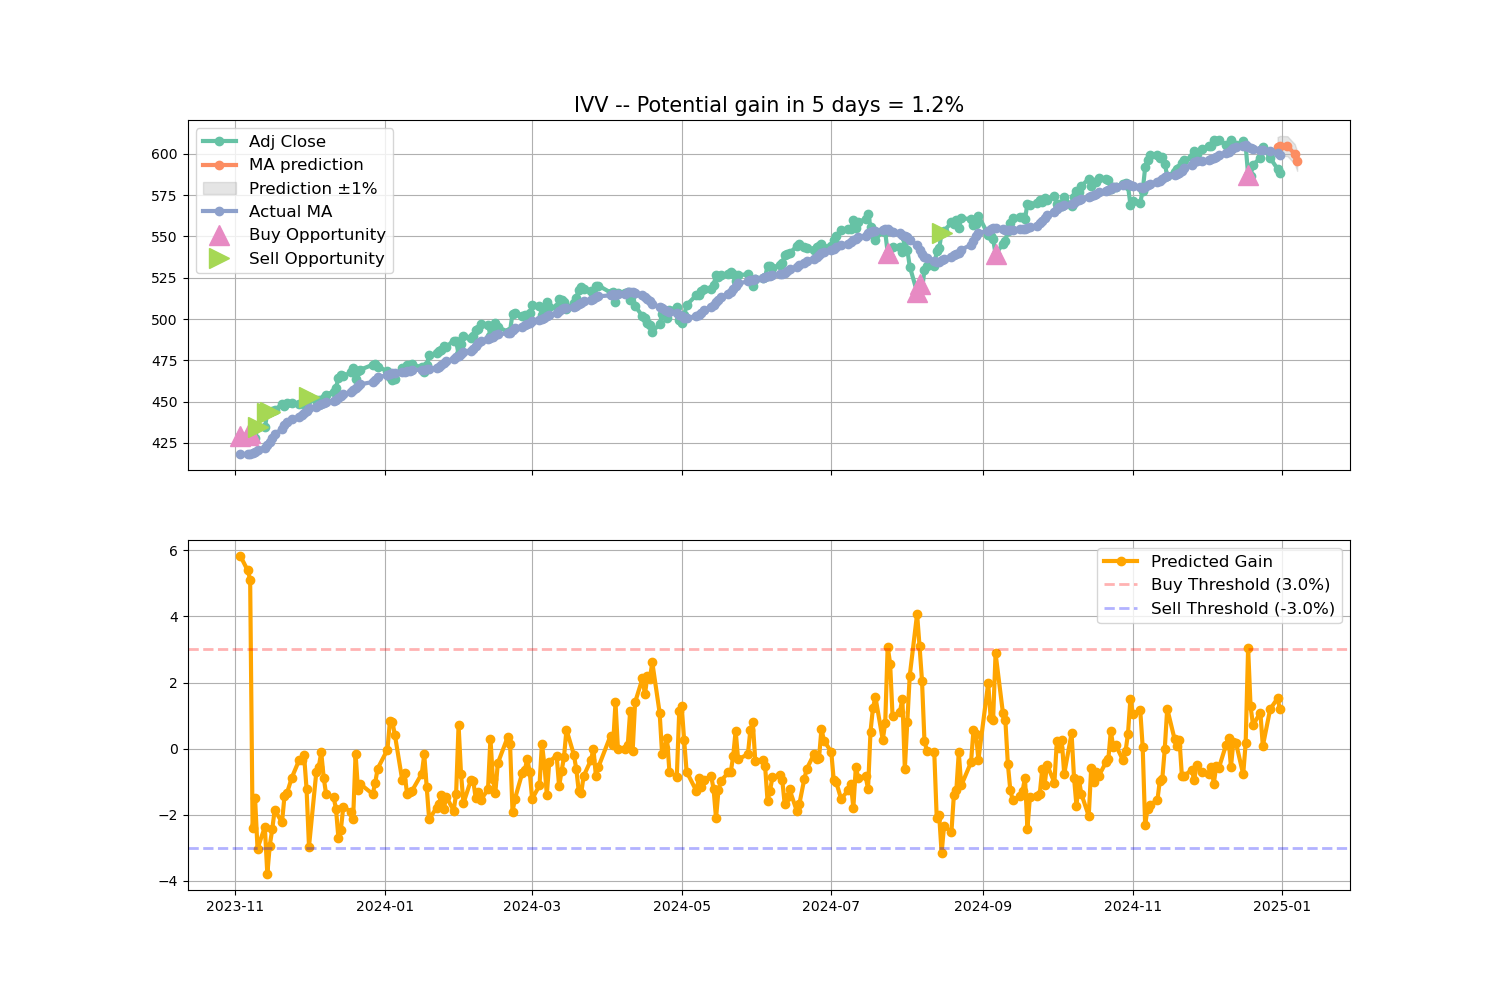 IVV -- Potential gain in 5 days = 1.2%
Adj Close
MA prediction
Prediction ±1%
Actual MA
Buy Opportunity
Sell Opportunity
600
575
550
525
500
475
450
425
Predicted Gain
Buy Threshold (3.0%)
Sell Threshold (-3.0%)
6
4
2
0
−2
−4
2023-11
2024-01
2024-03
2024-05
2024-07
2024-09
2024-11
2025-01